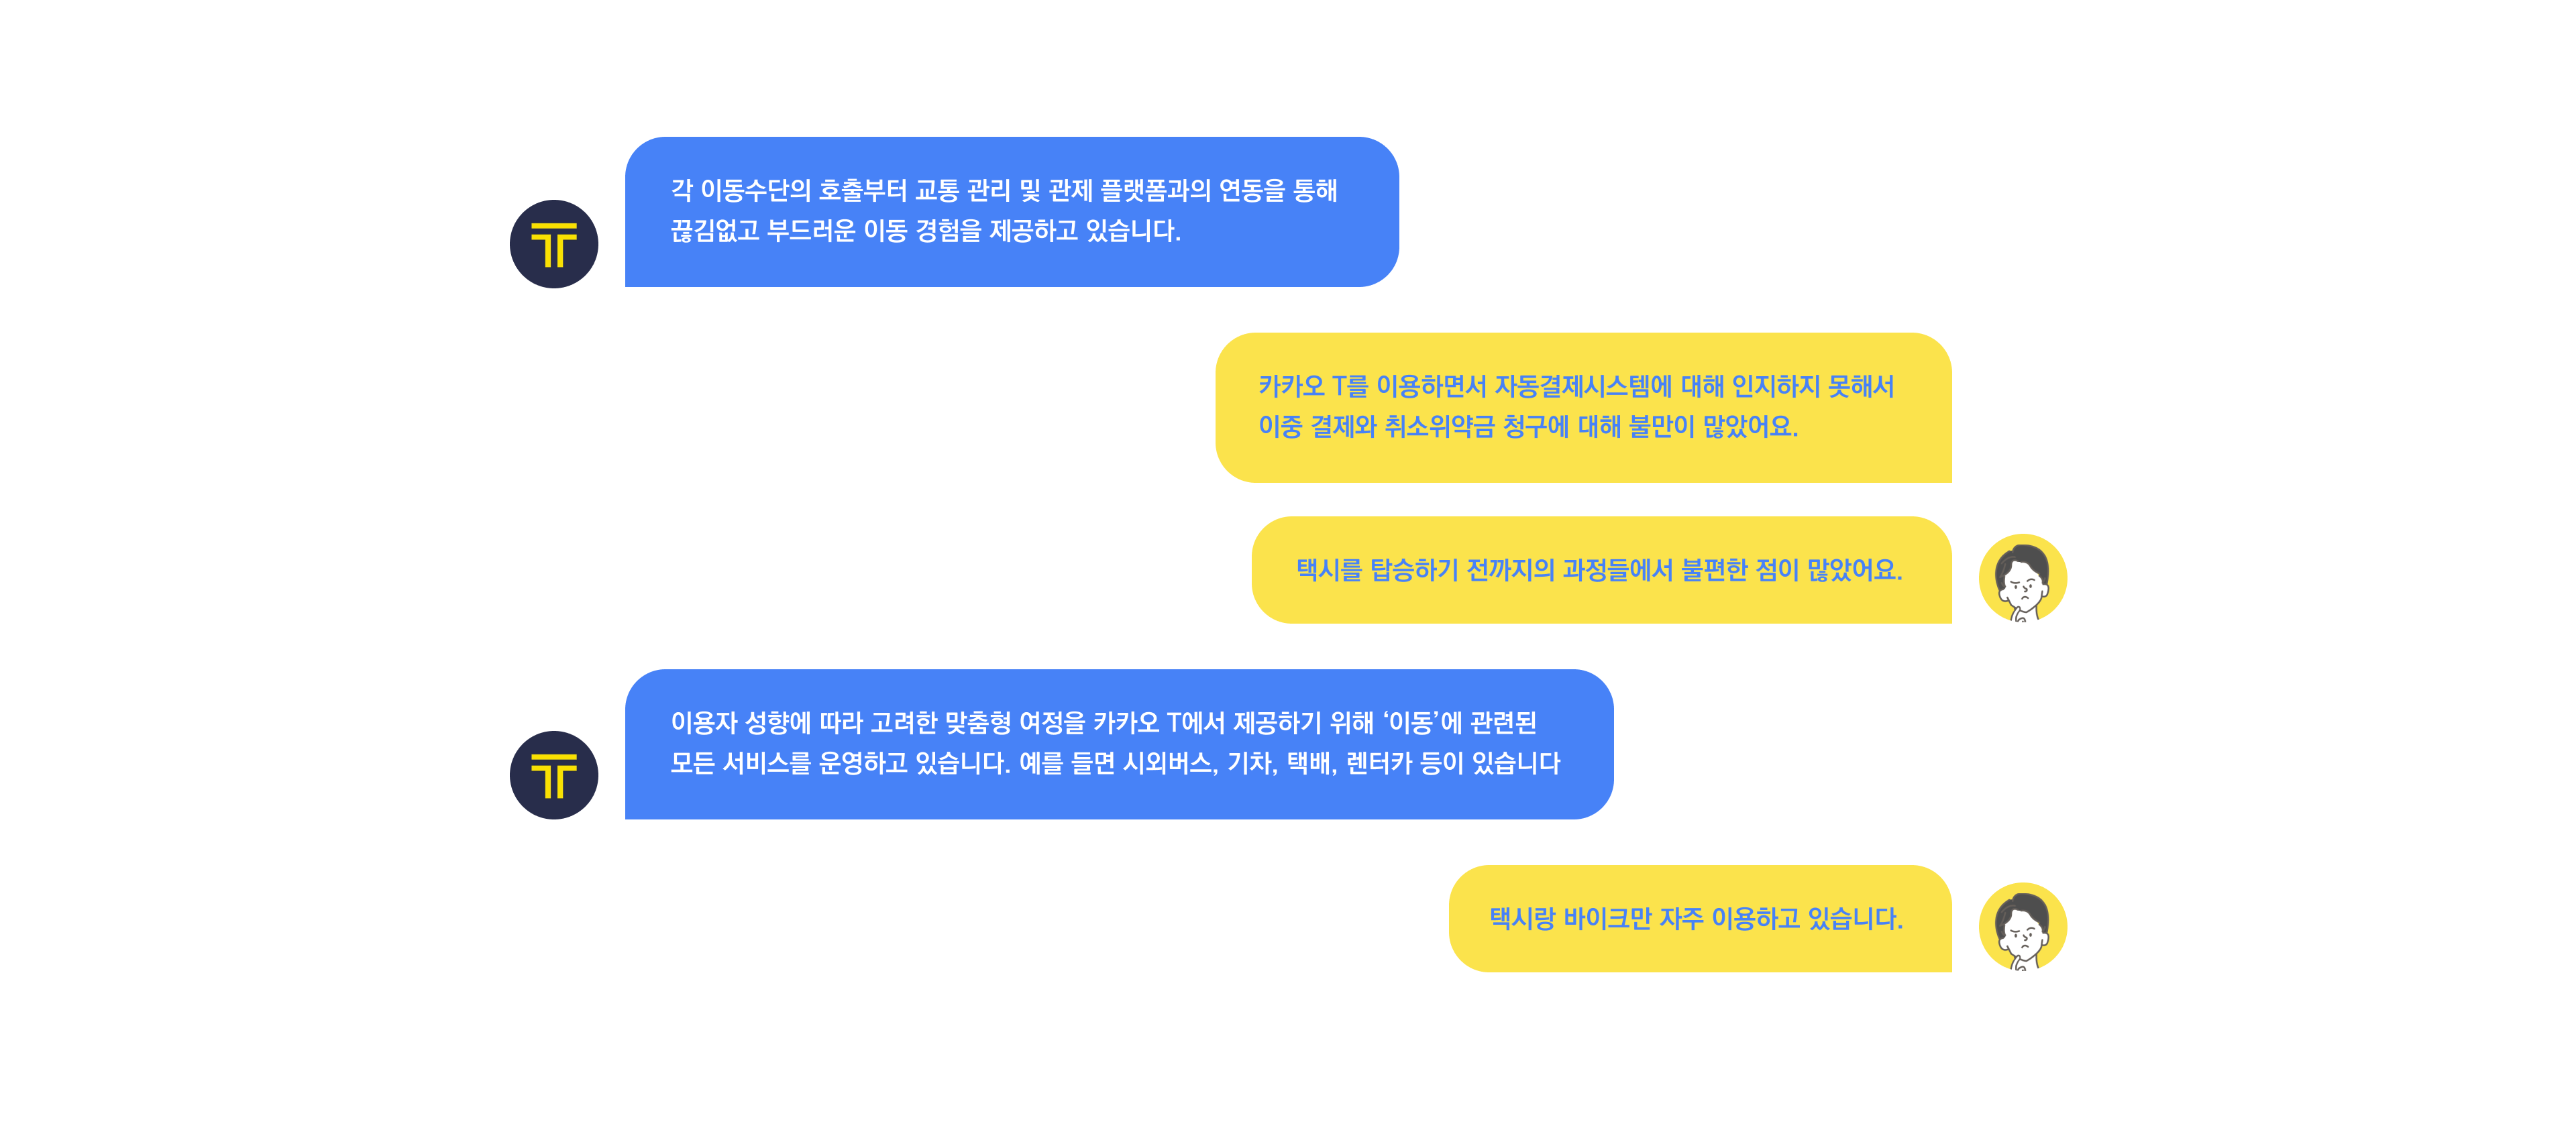 각 이동수단의 호출부터 교통 관리 및 관제 플랫폼과의 연동을 통해
끊김없고 부드러운 이동 경험을 제공하고 있습니다.
카카오 T를 이용하면서 자동결제시스템에 대해 인지하지 못해서
이중 결제와 취소위약금 청구에 대해 불만이 많았어요.
택시를 탑승하기 전까지의 과정들에서 불편한 점이 많았어요.
이용자 성향에 따라 고려한 맞춤형 여정을 카카오 T에서 제공하기 위해 ‘이동’에 관련된
모든 서비스를 운영하고 있습니다. 예를 들면 시외버스, 기차, 택배, 렌터카 등이 있습니다
택시랑 바이크만 자주 이용하고 있습니다.